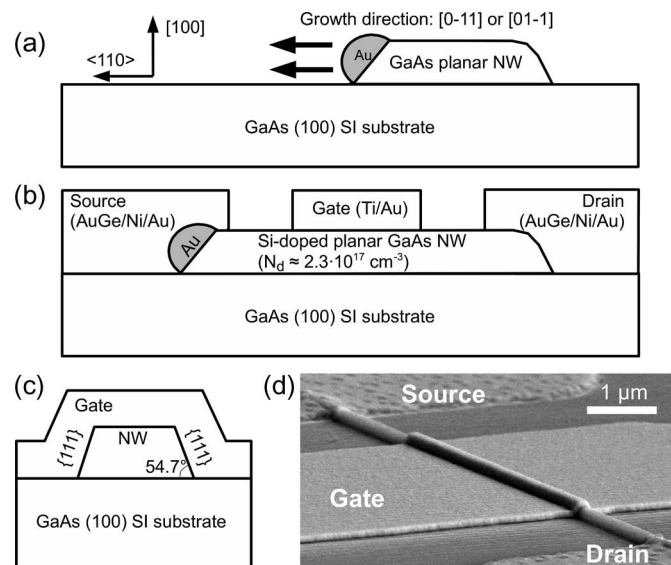 (a)
[100]
<110>
Growth direction: [0-11] or [01-1]
Au
GaAs planar NW
GaAs (100) SI substrate
(b)
Source
(AuGe/Ni/Au)
Gate (Ti/Au)
Drain
(AuGe/Ni/Au)
Au
Si-doped planar GaAs NW
(N_d ≈ 2.3·10¹⁷ cm⁻³)
GaAs (100) SI substrate
(c)
Gate
NW
{111}
{111}
54.7°
GaAs (100) SI substrate
(d)
Source
1 µm
Gate
Drain